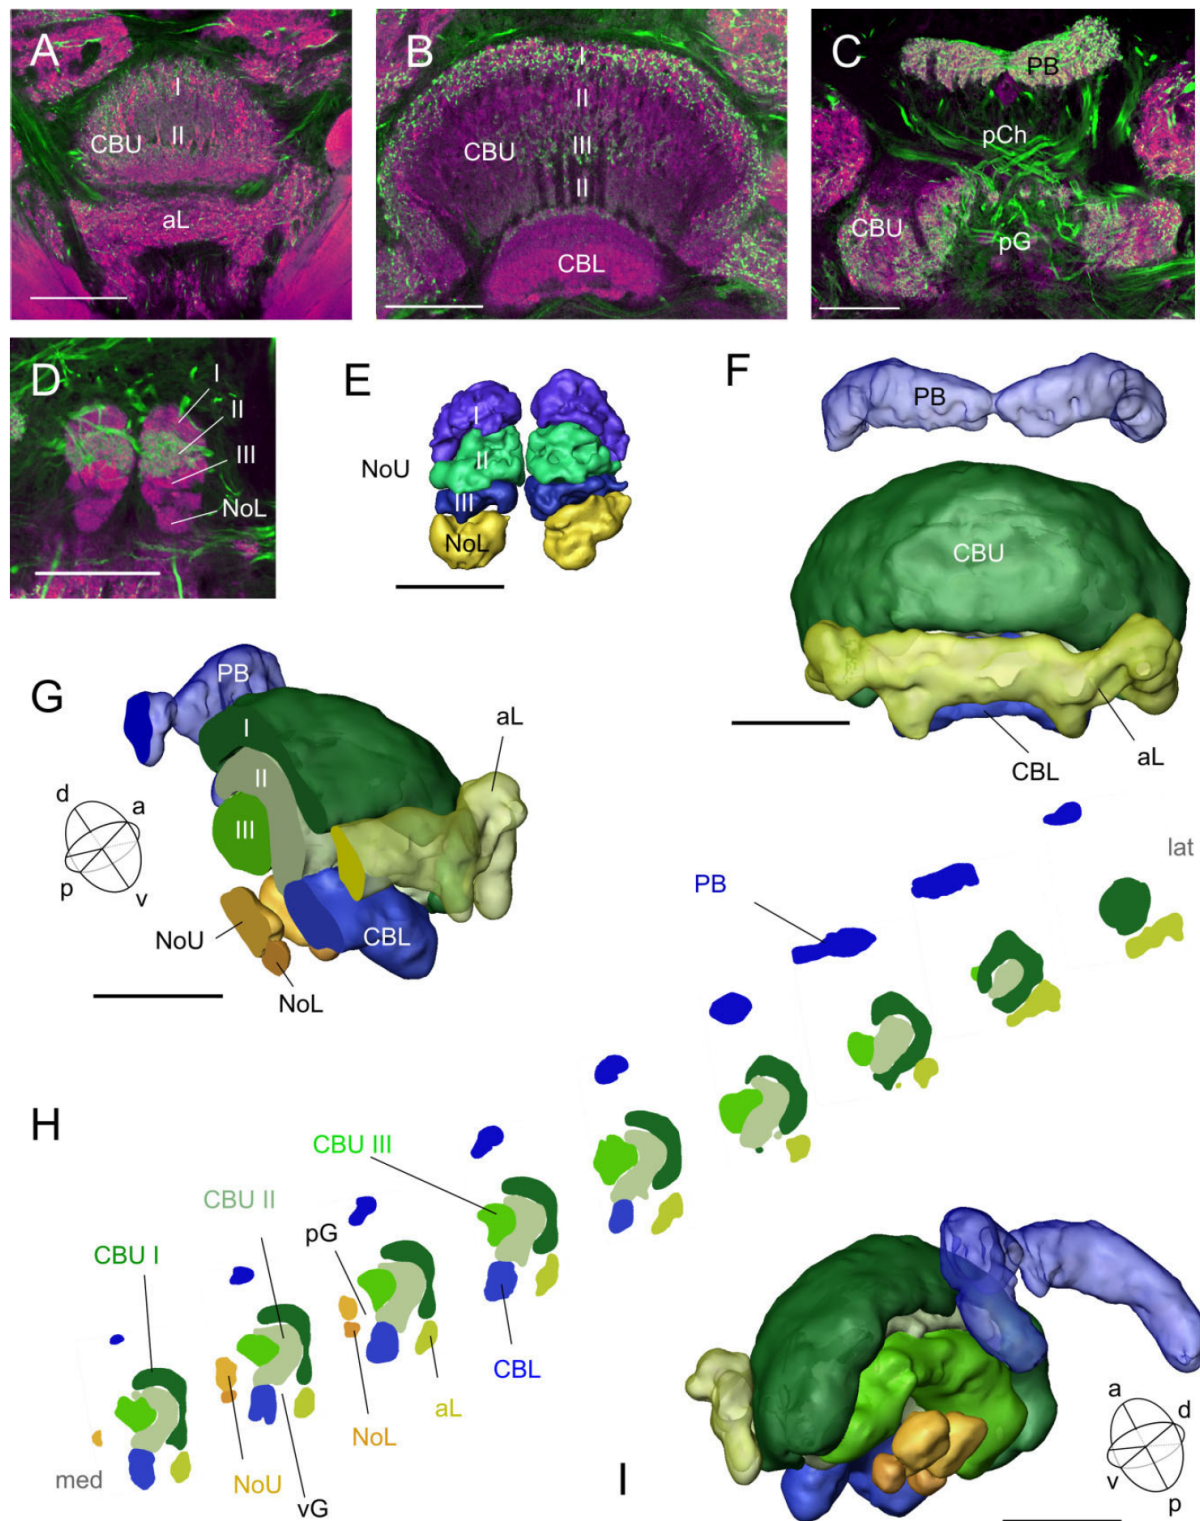 A
I
II
CBU
aL
B
I
II
III
II
CBU
CBL
C
PB
pCh
CBU
pG
D
I
II
III
NoL
E
NoU
I
II
III
NoL
F
PB
CBU
aL
CBL
G
PB
I
II
III
aL
d
a
p
v
NoU
NoL
CBL
lat
PB
H
CBU III
CBU II
pG
CBU I
CBL
aL
NoL
NoU
vG
med
I
a
d
v
p